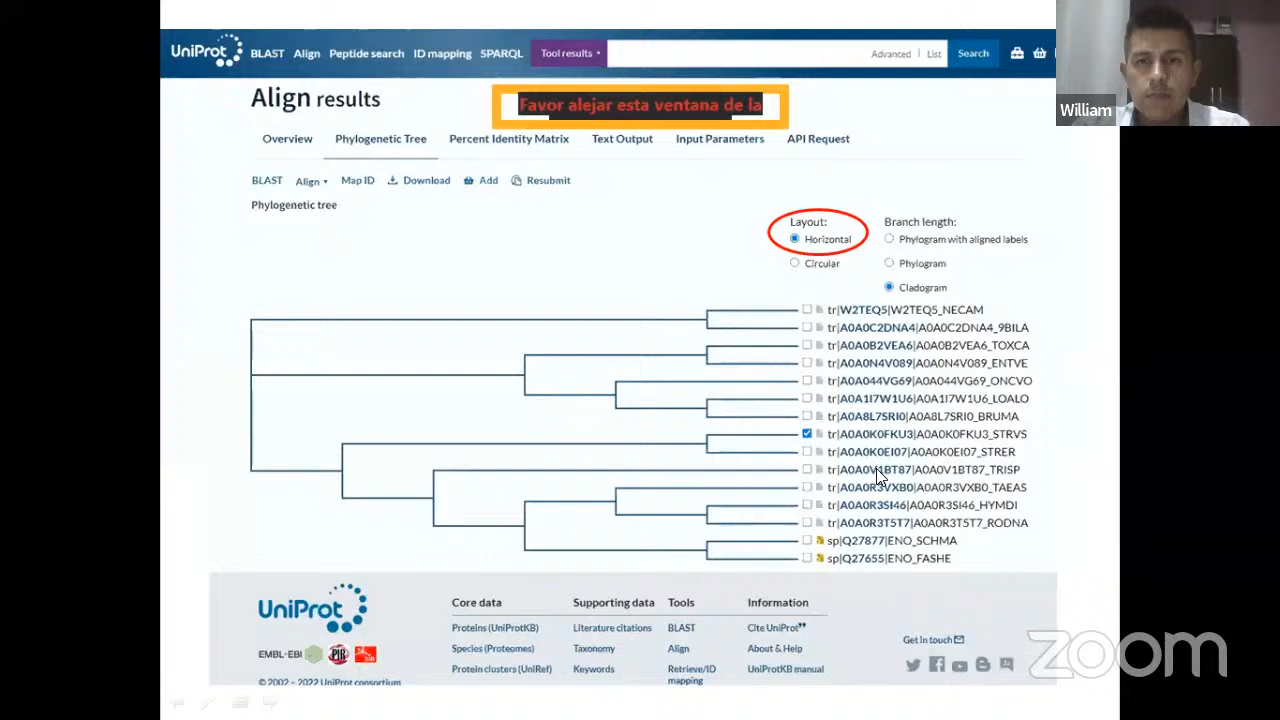 UniProt BLAST Align Peptide search ID mapping SPARQL Tool results Advanced | List Search
William
Align results
Favor alejar esta ventana de la
Overview Phylogenetic Tree Percent Identity Matrix Text Output Input Parameters API Request
BLAST Align Map ID Download Add Resubmit
Phylogenetic tree
Layout: Branch length:
Horizontal Phylogram with aligned labels
Circular Phylogram
Cladogram
tr|W2TEQ5|W2TEQ5_NECAM
tr|A0A0C2DNA4|A0A0C2DNA4_9BILA
tr|A0A0B2VEA6|A0A0B2VEA6_TOXCA
tr|A0A0N4V089|A0A0N4V089_ENTVE
tr|A0A044VG69|A0A044VG69_ONCVO
tr|A0A1I7W1U6|A0A1I7W1U6_LOALO
tr|A0A8L7SRI0|A0A8L7SRI0_BRUMA
tr|A0A0K0FKU3|A0A0K0FKU3_STRVS
tr|A0A0K0EI07|A0A0K0EI07_STRER
tr|A0A0V1BT87|A0A0V1BT87_TRISP
tr|A0A0R3VXB0|A0A0R3VXB0_TAEAS
tr|A0A0R3SI46|A0A0R3SI46_HYMDI
tr|A0A0R3T5T7|A0A0R3T5T7_RODNA
sp|Q27877|ENO_SCHMA
sp|Q27655|ENO_FASHE
UniProt
Core data Supporting data Tools Information
Proteins (UniProtKB) Literature citations BLAST Cite UniProt
Species (Proteomes) Taxonomy Align About & Help
Protein clusters (UniRef) Keywords Retrieve/ID mapping UniProtKB manual
Get in touch
EMBL-EBI PIR SIB
© 2002 – 2022 UniProt consortium
zoom